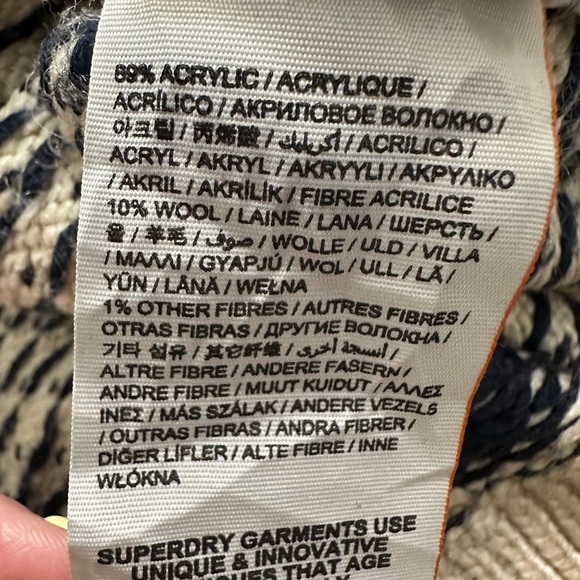 89% ACRYLIC / ACRYLIQUE /
ACRÍLICO / АКРИЛОВОЕ ВОЛОКНО /
아크릴 / 丙烯酸 / أكريليك / ACRILICO /
ACRYL / AKRYL / AKRYYLI / ΑΚΡΥΛΙΚΟ
/ AKRIL / AKRİLİK / FIBRE ACRILICE
10% WOOL / LAINE / LANA / ШЕРСТЬ /
울 / 羊毛 / صوف / WOLLE / ULD / VILLA
/ ΜΑΛΛΙ / GYAPJÚ / WOL / ULL / LÃ /
YÜN / LÂNĂ / WEŁNA
1% OTHER FIBRES / AUTRES FIBRES /
OTRAS FIBRAS / ДРУГИЕ ВОЛОКНА /
기타 섬유 / 其它纤维 / أنسجة أخرى /
ALTRE FIBRE / ANDERE FASERN /
ANDRE FIBRE / MUUT KUIDUT / ΑΛΛΕΣ
ΙΝΕΣ / MÁS SZÁLAK / ANDERE VEZELS
/ OUTRAS FIBRAS / ANDRA FIBRER /
DİĞER LİFLER / ALTE FIBRE / INNE
WŁÓKNA
SUPERDRY GARMENTS USE
UNIQUE & INNOVATIVE
THAT AGE